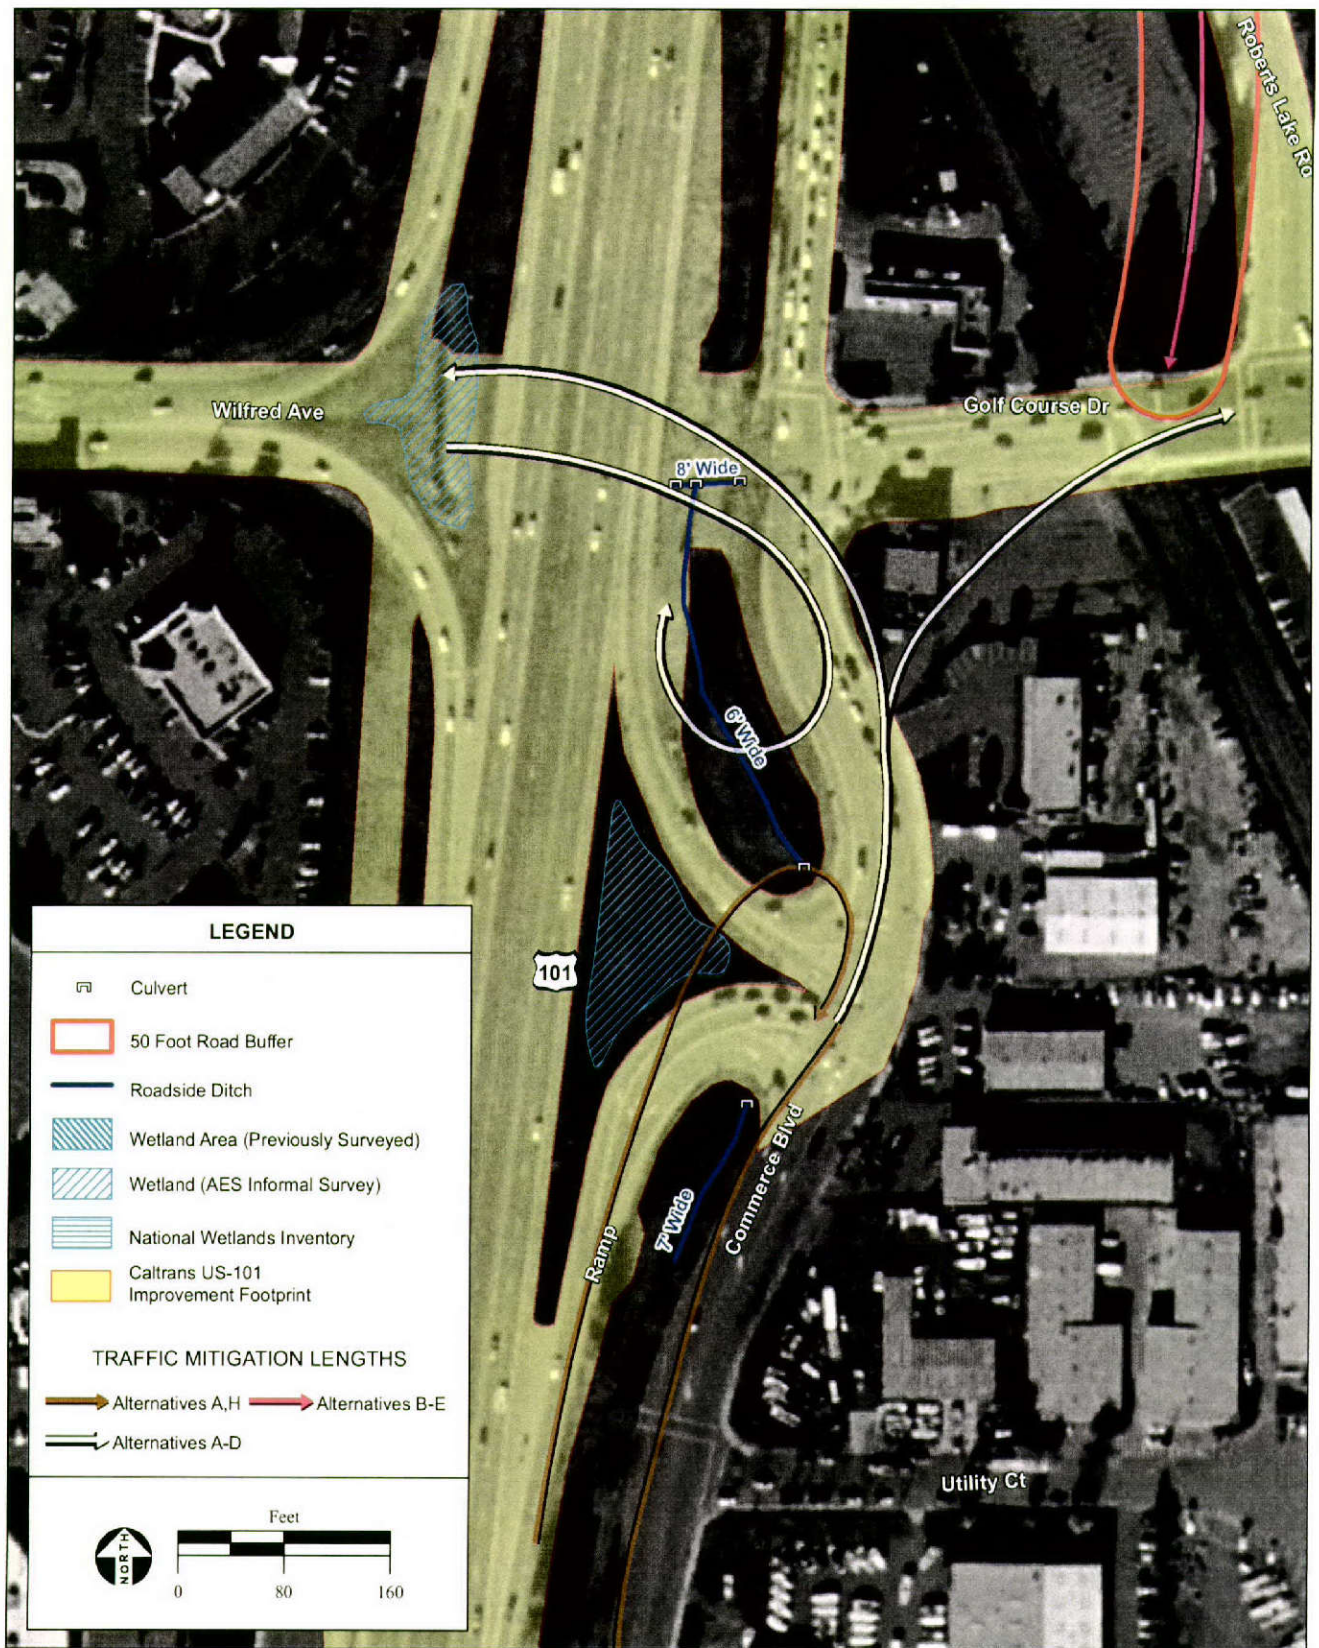 Roberts Lake Rd
Wilfred Ave
Golf Course Dr
8' Wide
6' Wide
101
7' Wide
Commerce Blvd
Ramp
Utility Ct
LEGEND
Culvert
50 Foot Road Buffer
Roadside Ditch
Wetland Area (Previously Surveyed)
Wetland (AES Informal Survey)
National Wetlands Inventory
Caltrans US-101
Improvement Footprint
TRAFFIC MITIGATION LENGTHS
Alternatives A,H
Alternatives B-E
Alternatives A-D
Feet
NORTH
0 80 160